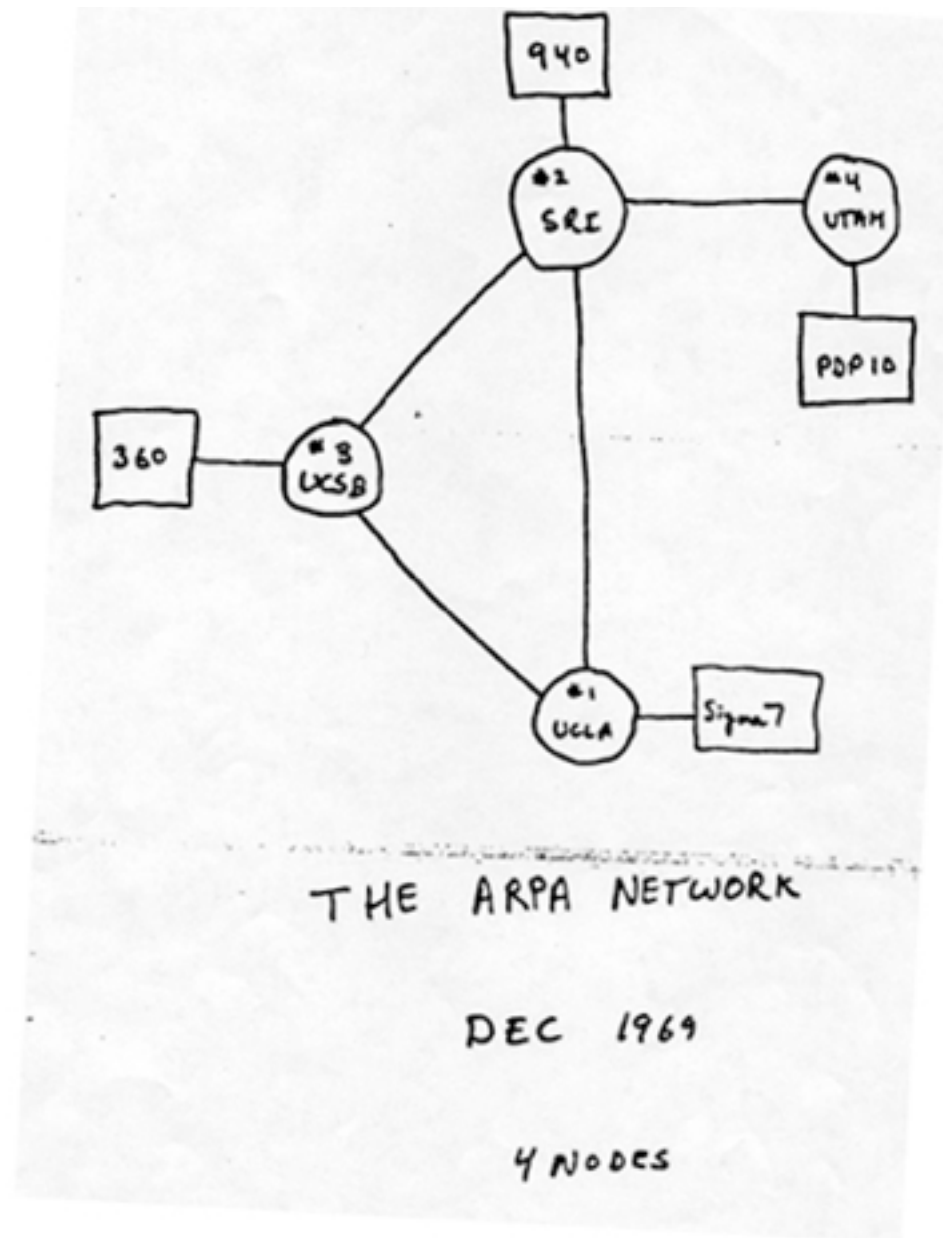 940
#2
SRI
#4
UTAH
PDP 10
360
#3
UCSB
#1
UCLA
Sigma 7
THE ARPA NETWORK
DEC 1969
4 NODES